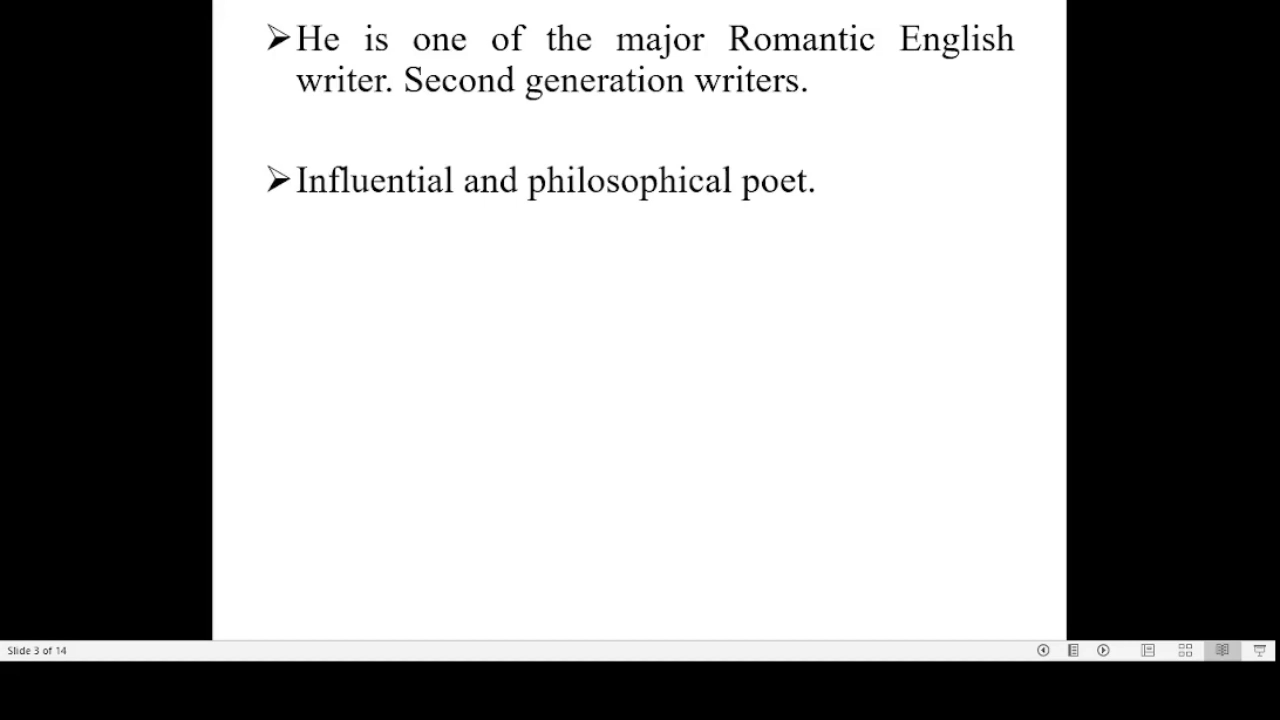 ➢He is one of the major Romantic English
writer. Second generation writers.
➢Influential and philosophical poet.
Slide 3 of 14